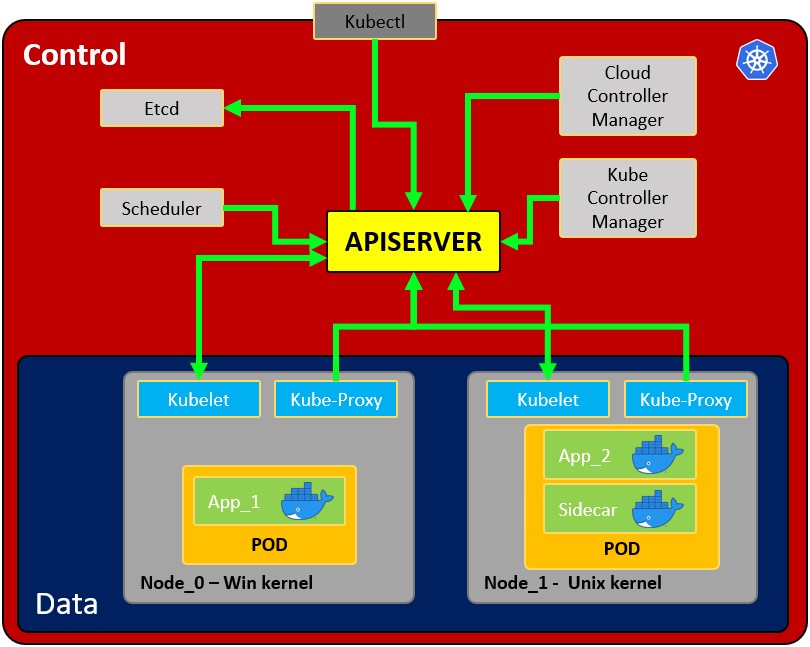 Kubectl
Control
Cloud
Controller
Manager
Etcd
Kube
Controller
Manager
Scheduler
APISERVER
Kubelet
Kube-Proxy
Kubelet
Kube-Proxy
App_1
POD
App_2
Sidecar
POD
Node_0 – Win kernel
Node_1 -  Unix kernel
Data